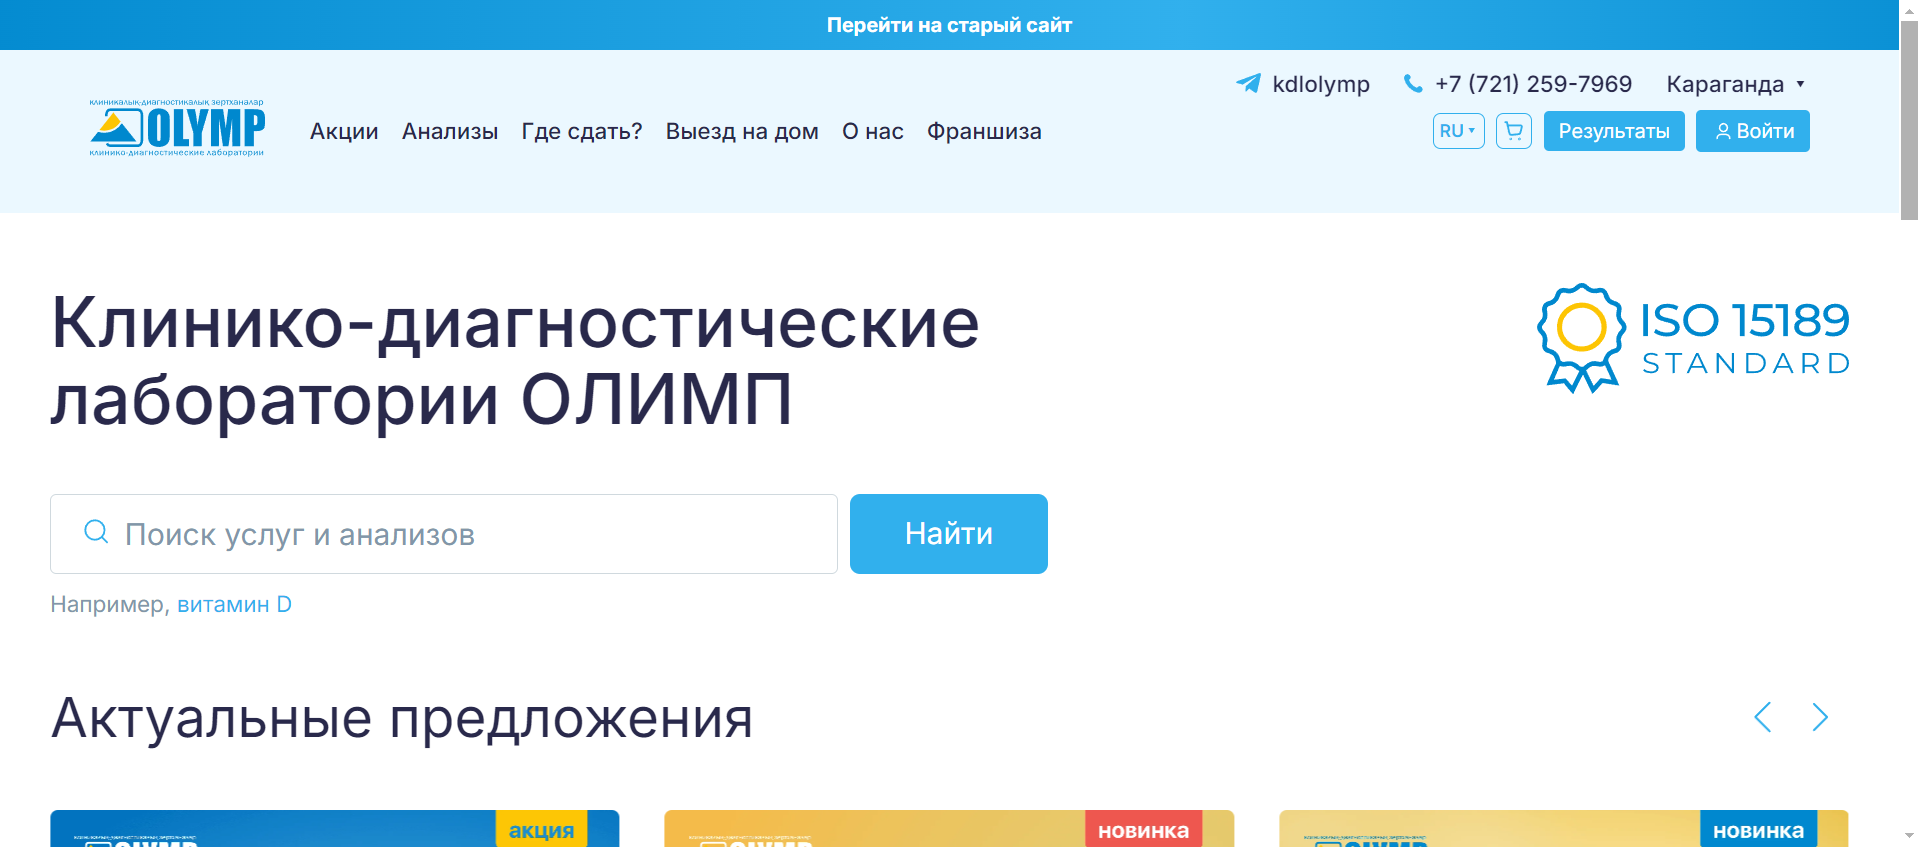 Перейти на старый сайт
kdlolymp
+7 (721) 259-7969
Караганда
клиникалық-диагностикалық зертханалар
OLYMP
клинико-диагностические лаборатории
Акции
Анализы
Где сдать?
Выезд на дом
О нас
Франшиза
RU
Результаты
Войти
Клинико-диагностические
лаборатории ОЛИМП
ISO 15189
STANDARD
Поиск услуг и анализов
Найти
Например, витамин D
Актуальные предложения
акция
новинка
новинка